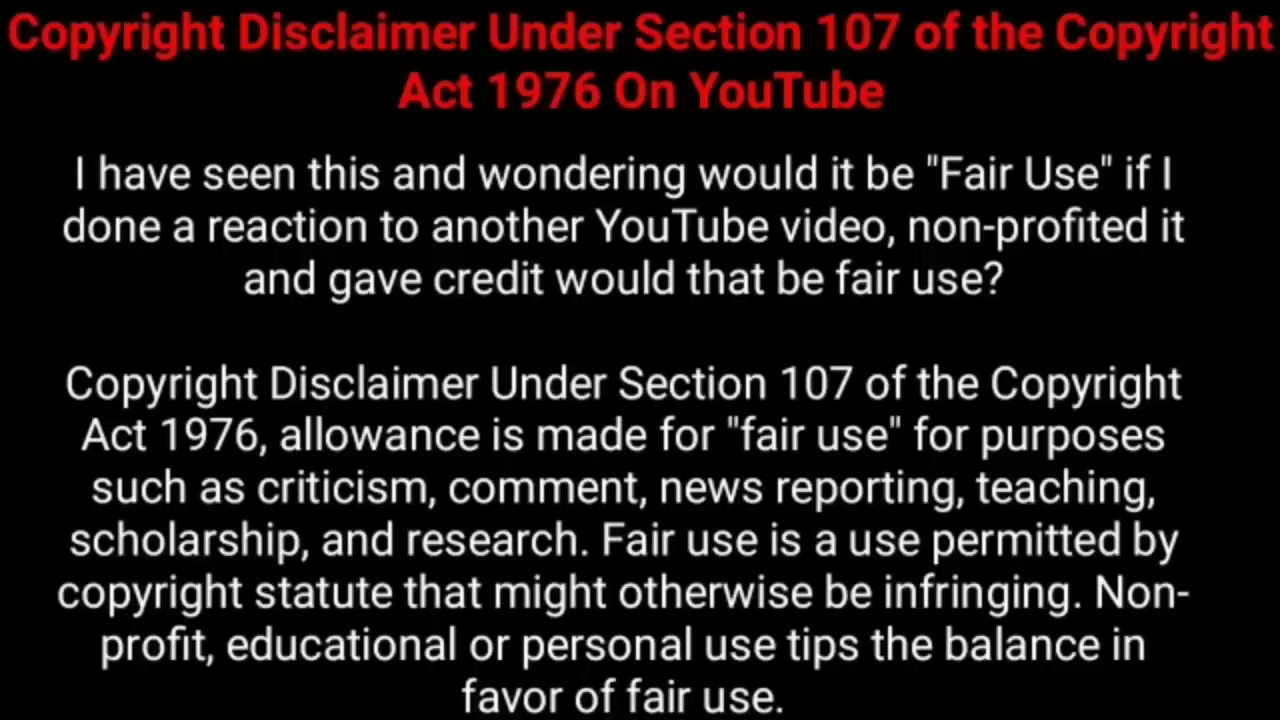 Copyright Disclaimer Under Section 107 of the Copyright
Act 1976 On YouTube
I have seen this and wondering would it be "Fair Use" if I
done a reaction to another YouTube video, non-profited it
and gave credit would that be fair use?
Copyright Disclaimer Under Section 107 of the Copyright
Act 1976, allowance is made for "fair use" for purposes
such as criticism, comment, news reporting, teaching,
scholarship, and research. Fair use is a use permitted by
copyright statute that might otherwise be infringing. Non-
profit, educational or personal use tips the balance in
favor of fair use.